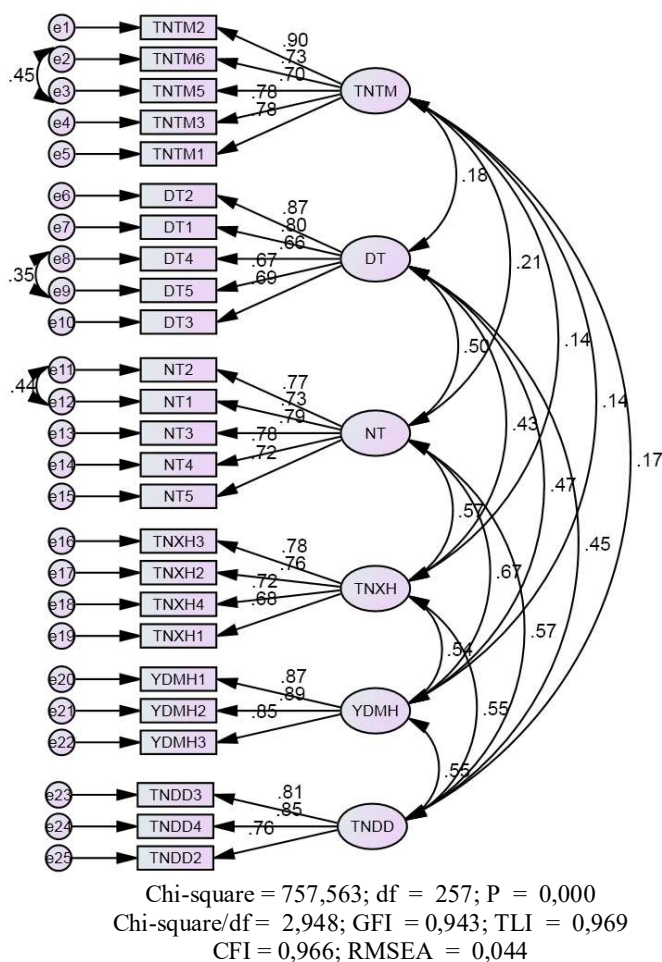 e1 TNTM2 .90
e2 TNTM6 .73
.45 e3 TNTM5 .70 TNTM
e4 TNTM3 .78
e5 TNTM1 .78
.18
e6 DT2 .87
e7 DT1 .80
e8 DT4 .66 DT .21
.35 e9 DT5 .67
e10 DT3 .69
.50 .14
e11 NT2 .77
.44 e12 NT1 .73 .14
e13 NT3 .79 NT .43
e14 NT4 .78 .17
e15 NT5 .72 .47
.45
e16 TNXH3 .78 .57
e17 TNXH2 .76 .67
e18 TNXH4 .72 TNXH
e19 TNXH1 .68 .57
.54
e20 YDMH1 .87
e21 YDMH2 .89 YDMH .55
e22 YDMH3 .85
.55
e23 TNDD3 .81
e24 TNDD4 .85 TNDD
e25 TNDD2 .76
Chi-square = 757,563; df = 257; P = 0,000
Chi-square/df = 2,948; GFI = 0,943; TLI = 0,969
CFI = 0,966; RMSEA = 0,044